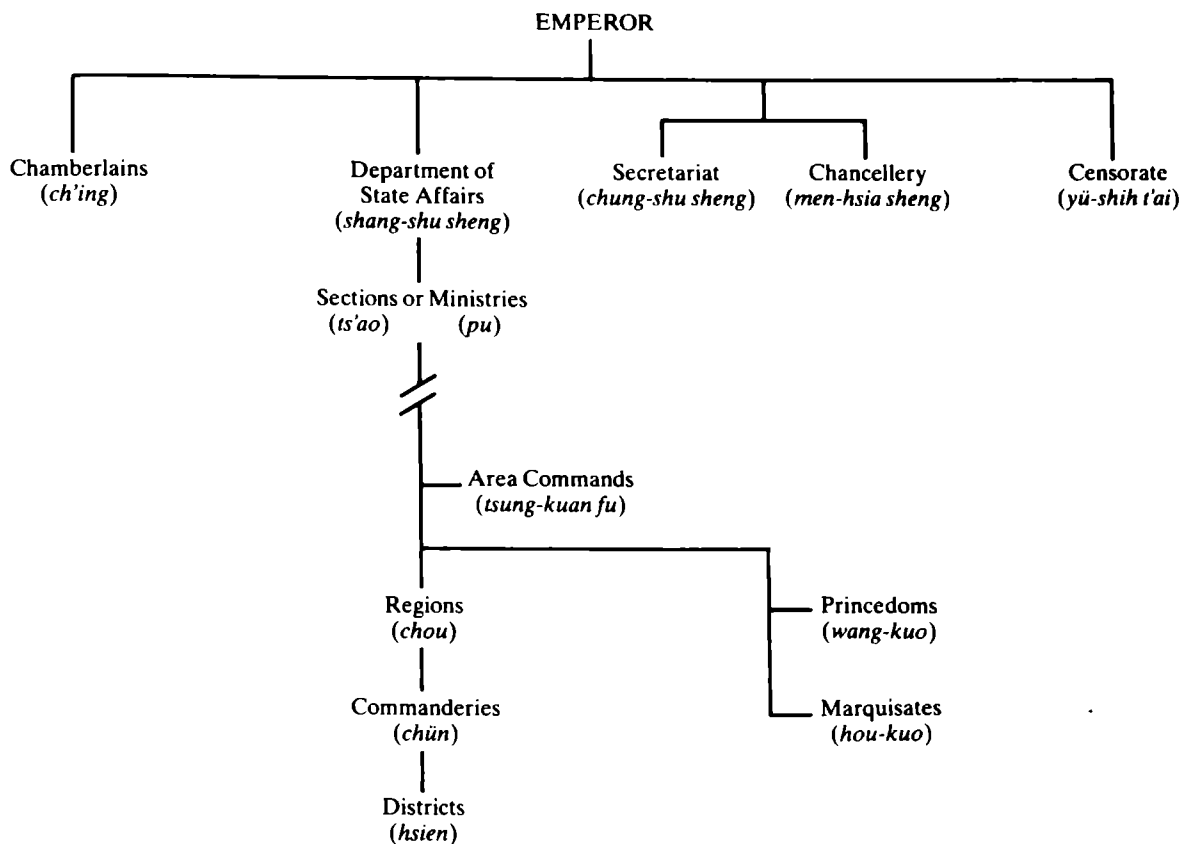 EMPEROR
Chamberlains
(ch'ing)
Department of
State Affairs
(shang-shu sheng)
Secretariat
(chung-shu sheng)
Chancellery
(men-hsia sheng)
Censorate
(yü-shih t'ai)
Sections or Ministries
(ts'ao) (pu)
Area Commands
(tsung-kuan fu)
Regions
(chou)
Princedoms
(wang-kuo)
Commanderies
(chün)
Marquisates
(hou-kuo)
Districts
(hsien)